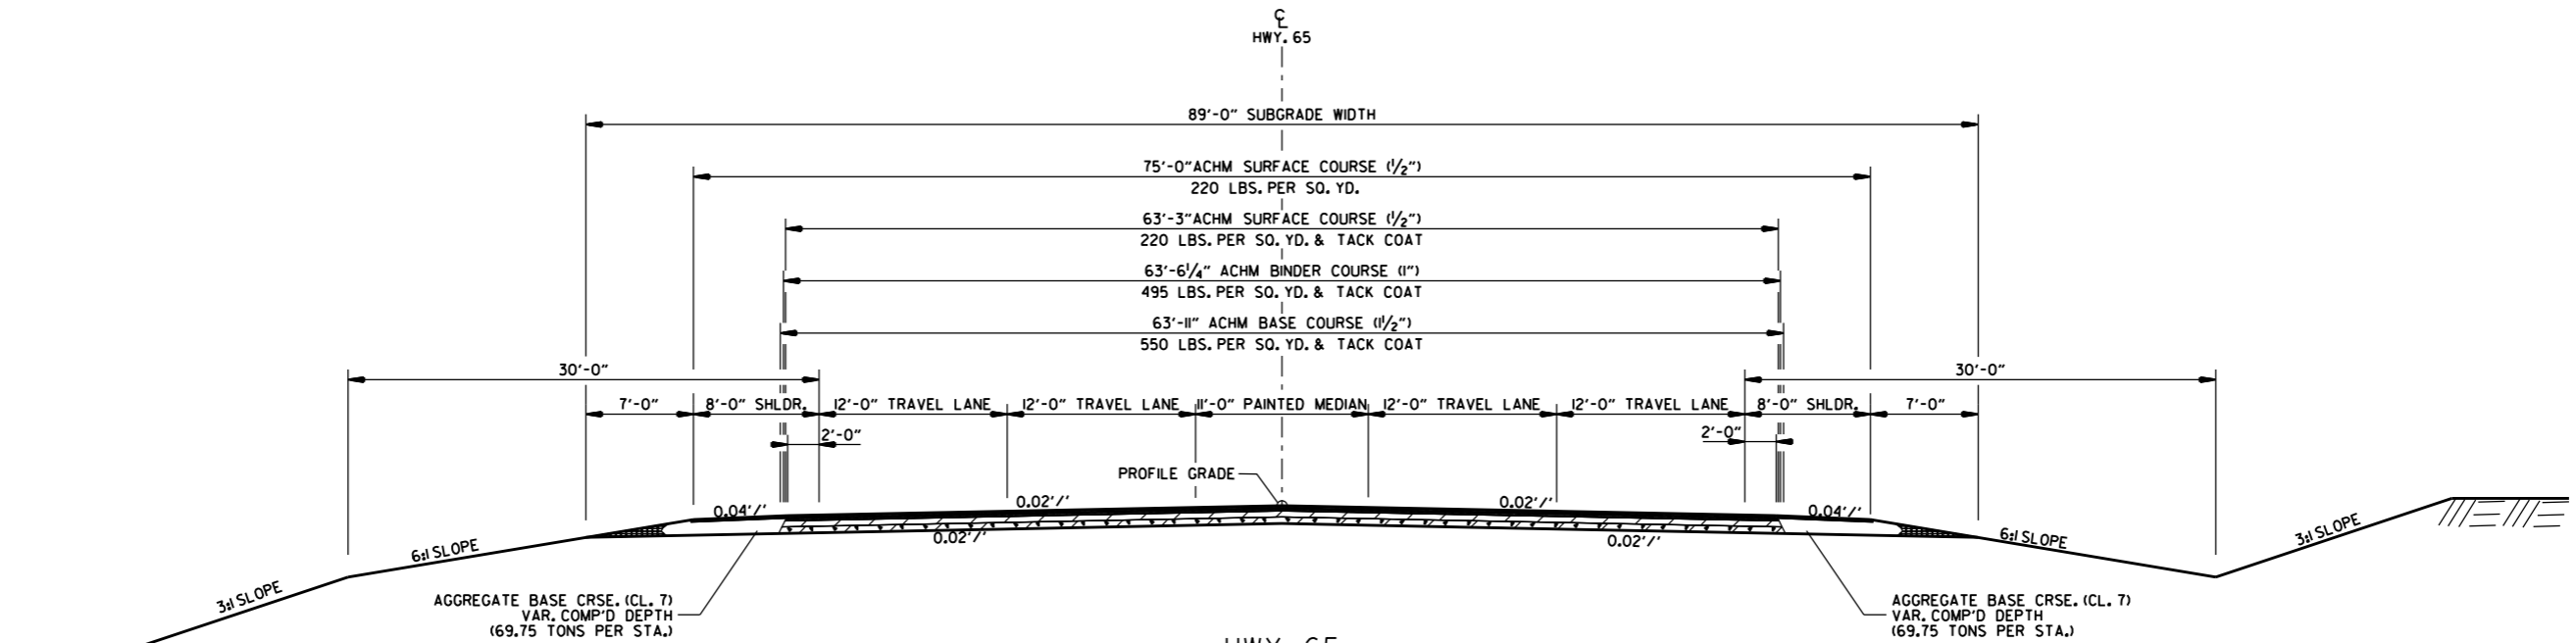 ℄
HWY. 65
89'-0" SUBGRADE WIDTH
75'-0" ACHM SURFACE COURSE (1/2")
220 LBS. PER SQ. YD.
63'-3" ACHM SURFACE COURSE (1/2")
220 LBS. PER SQ. YD. & TACK COAT
63'-6 1/4" ACHM BINDER COURSE (1")
495 LBS. PER SQ. YD. & TACK COAT
63'-11" ACHM BASE COURSE (1 1/2")
550 LBS. PER SQ. YD. & TACK COAT
30'-0" 30'-0"
7'-0" 8'-0" SHLDR. 12'-0" TRAVEL LANE 12'-0" TRAVEL LANE 11'-0" PAINTED MEDIAN 12'-0" TRAVEL LANE 12'-0" TRAVEL LANE 8'-0" SHLDR. 7'-0"
2'-0" 2'-0"
PROFILE GRADE
0.04'/' 0.02'/' 0.02'/' 0.04'/'
6:1 SLOPE 0.02'/' 0.02'/' 6:1 SLOPE 3:1 SLOPE
3:1 SLOPE
AGGREGATE BASE CRSE. (CL. 7)
VAR. COMP'D DEPTH
(69.75 TONS PER STA.)
AGGREGATE BASE CRSE. (CL. 7)
VAR. COMP'D DEPTH
(69.75 TONS PER STA.)